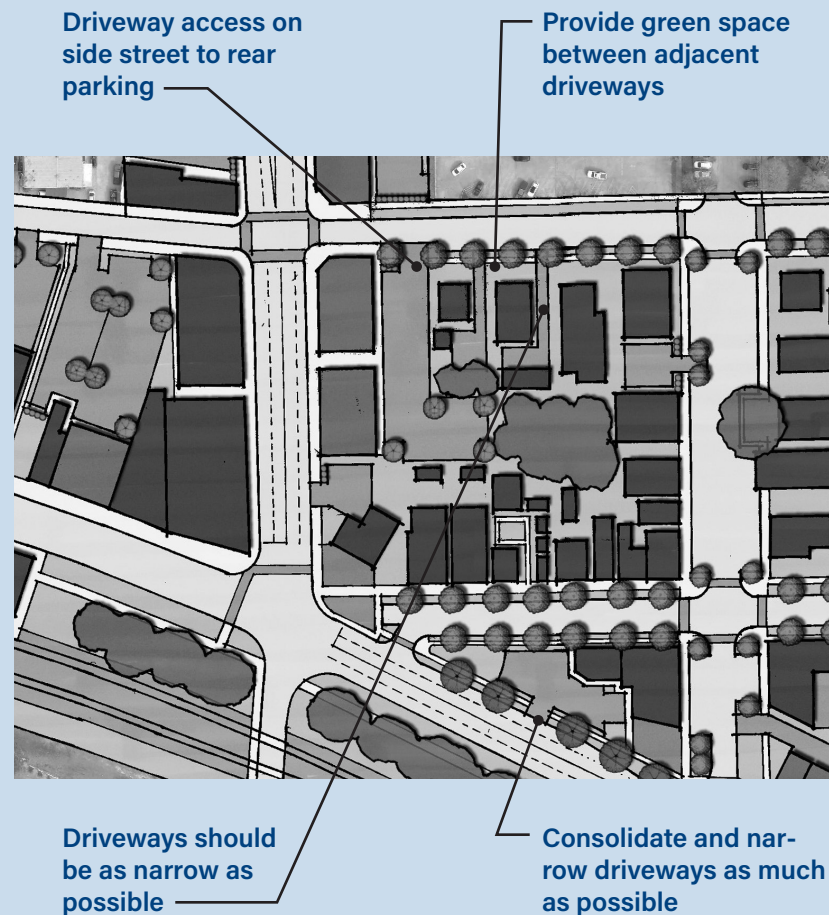 Driveway access on
side street to rear
parking
Provide green space
between adjacent
driveways
Driveways should
be as narrow as
possible
Consolidate and nar-
row driveways as much
as possible